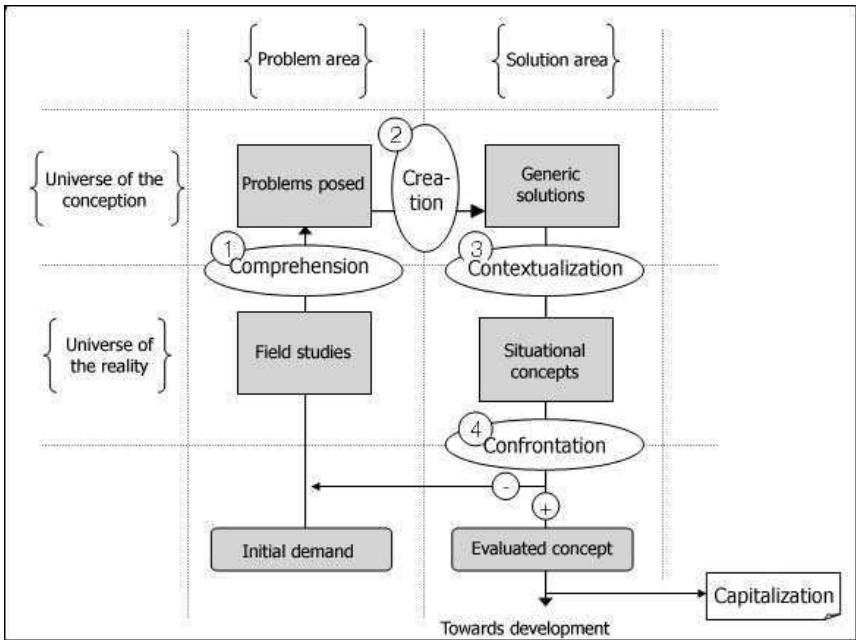 Problem area
Solution area
2
Universe of the
conception
Problems posed
Crea-
tion
Generic
solutions
1
Comprehension
3
Contextualization
Universe of
the reality
Field studies
Situational
concepts
4
Confrontation
-
+
Initial demand
Evaluated concept
Capitalization
Towards development